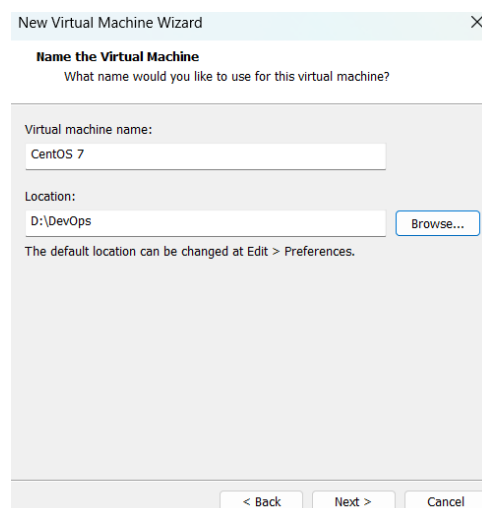 New Virtual Machine Wizard
Name the Virtual Machine
What name would you like to use for this virtual machine?
Virtual machine name:
CentOS 7
Location:
D:\DevOps
Browse...
The default location can be changed at Edit > Preferences.
< Back Next > Cancel